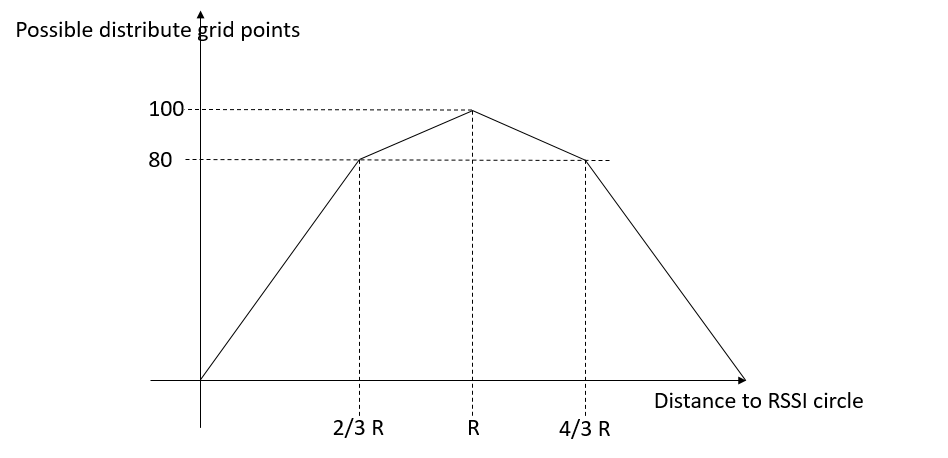 Possible distribute grid points
100
80
Distance to RSSI circle
2/3 R
R
4/3 R